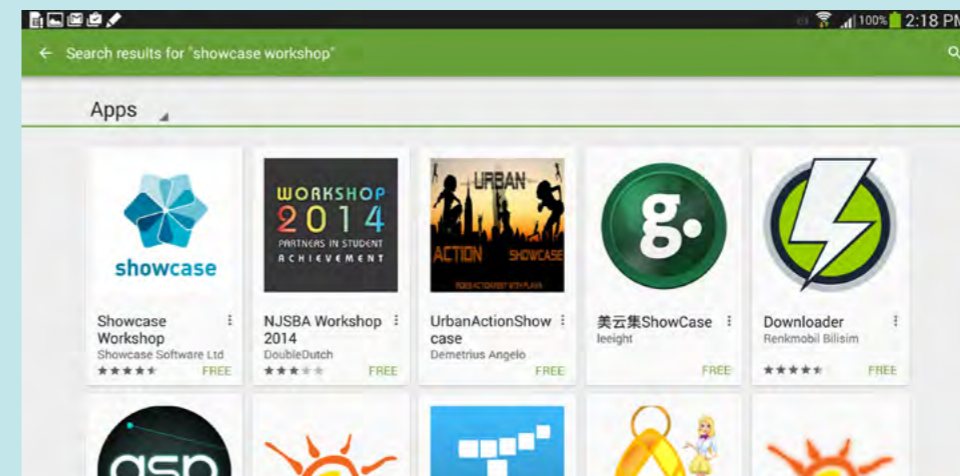 100% 2:18 PM
Search results for "showcase workshop"
Apps
showcase
WORKSHOP
2014
PARTNERS IN STUDENT
ACHIEVEMENT
URBAN
ACTION SHOWCASE
g.
Showcase
Workshop
Showcase Software Ltd
FREE
NJSBA Workshop
2014
DoubleDutch
FREE
UrbanActionShow
case
Demetrius Angelo
FREE
美云集ShowCase
leeight
FREE
Downloader
Renkmobil Bilisim
FREE
asp